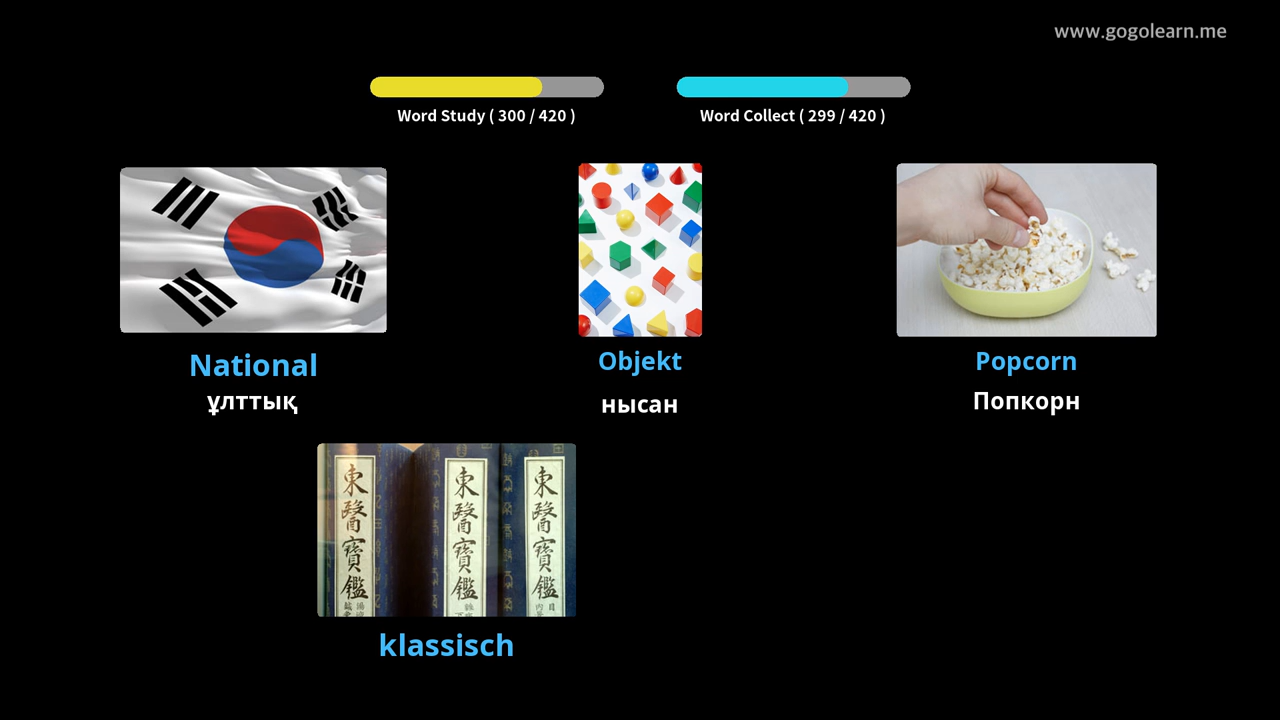 www.gogolearn.me
Word Study ( 300 / 420 )
Word Collect ( 299 / 420 )
National
ұлттық
Objekt
нысан
Popcorn
Попкорн
東醫寶鑑
東醫寶鑑
東醫寶鑑
klassisch